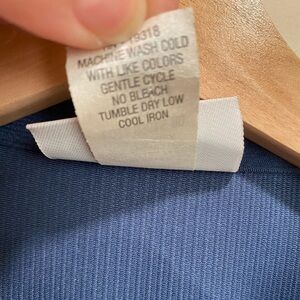 MACHINE WASH COLD
WITH LIKE COLORS
GENTLE CYCLE
NO BLEACH
TUMBLE DRY LOW
COOL IRON